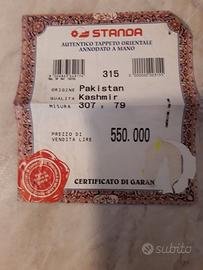 STANDA
AUTENTICO TAPPETO ORIENTALE
ANNODATO A MANO
315
ORIGINE Pakistan
QUALITA Kashmir
MISURA 307 x 79
PREZZO DI
VENDITA LIRE 550.000
CERTIFICATO DI GARAN
subito